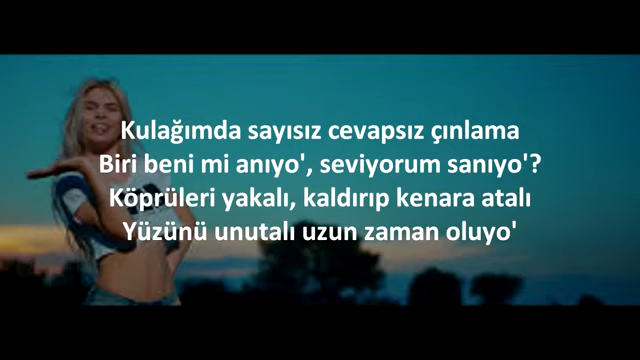 Kulağımda sayısız cevapsız çınlama
Biri beni mi anıyo', seviyorum sanıyo'?
Köprüleri yakalı, kaldırıp kenara atalı
Yüzünü unutalı uzun zaman oluyo'